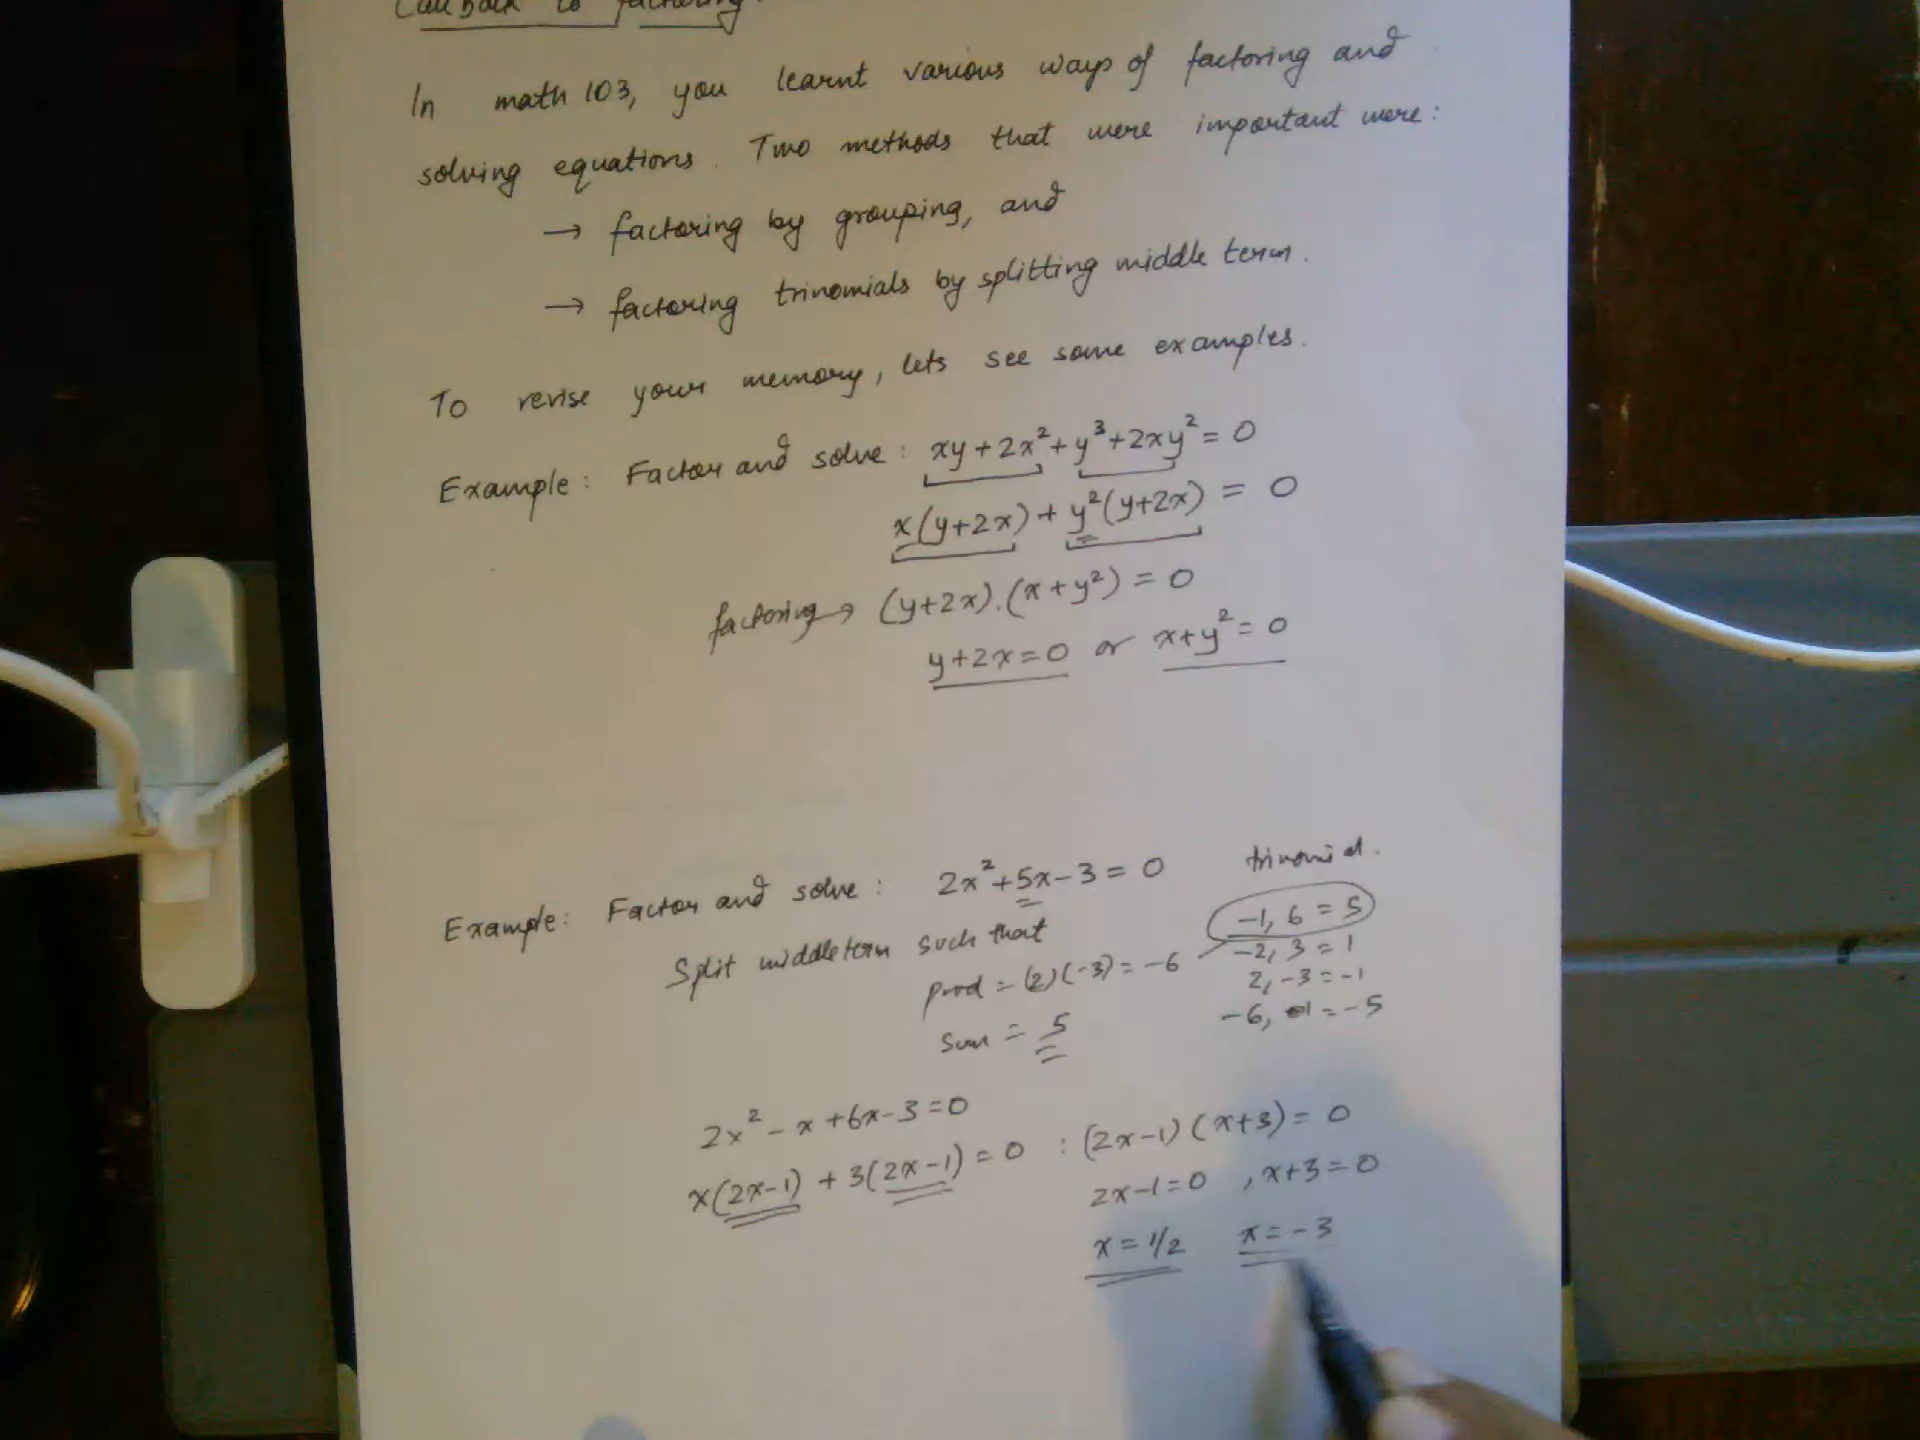 Call back to factoring.
In math 103, you learnt various ways of factoring and
solving equations. Two methods that were important were:
→ factoring by grouping, and
→ factoring trinomials by splitting middle term.
To revise your memory, lets see some examples.
Example: Factor and solve: xy + 2x² + y³ + 2xy² = 0
x(y+2x) + y²(y+2x) = 0
factoring → (y+2x).(x+y²) = 0
y+2x=0 or x+y²=0
Example: Factor and solve: 2x²+5x-3=0 trinomial.
Split middle term such that
prod = (2)(-3) = -6
sum = 5
-1, 6 = 5
-2, 3 = 1
2, -3 = -1
-6, 1 = -5
2x² - x + 6x - 3 = 0
x(2x-1) + 3(2x-1) = 0 : (2x-1)(x+3) = 0
2x-1=0 , x+3=0
x = 1/2 x = -3